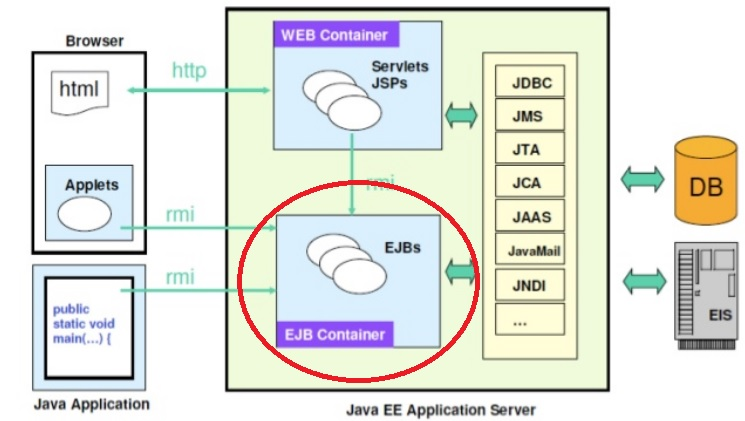 Browser
html
Applets
public
static void
main(...) {
Java Application
http
rmi
rmi
WEB Container
Servlets
JSPs
rmi
EJBs
EJB Container
JDBC
JMS
JTA
JCA
JAAS
JavaMail
JNDI
...
Java EE Application Server
DB
EIS